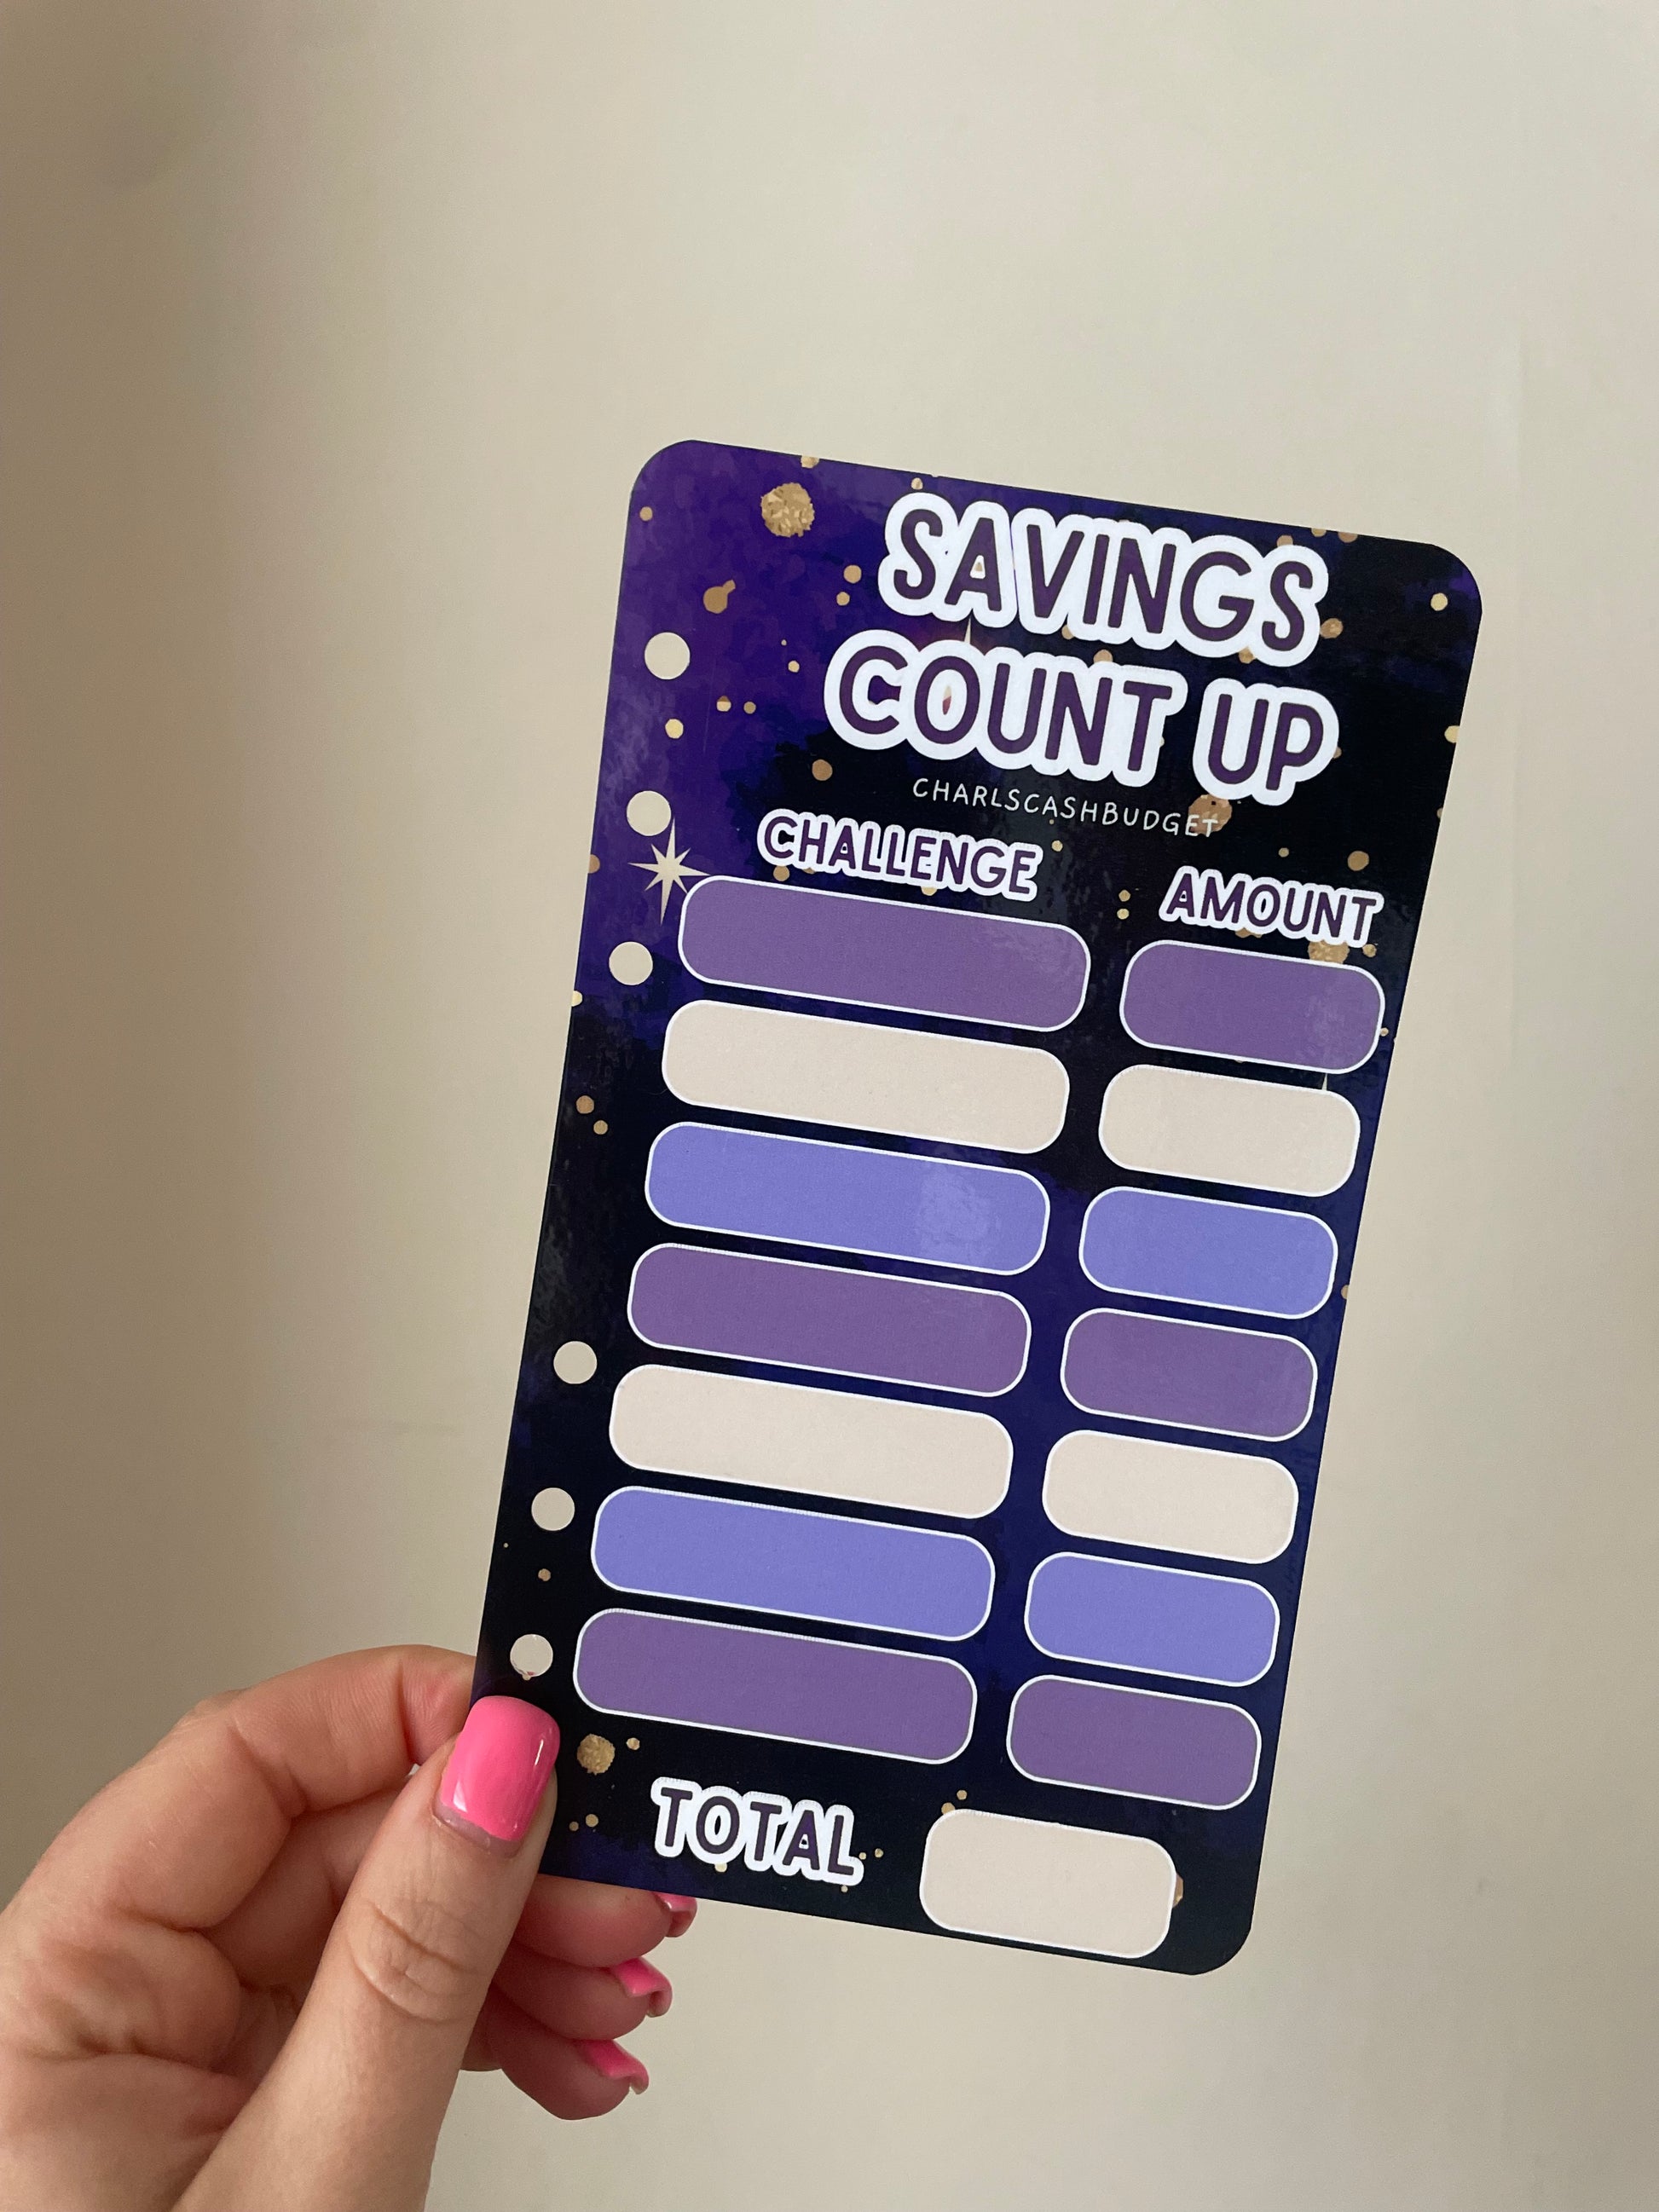 SAVINGS
COUNT UP
CHARLSCASHBUDGET
CHALLENGE AMOUNT
TOTAL